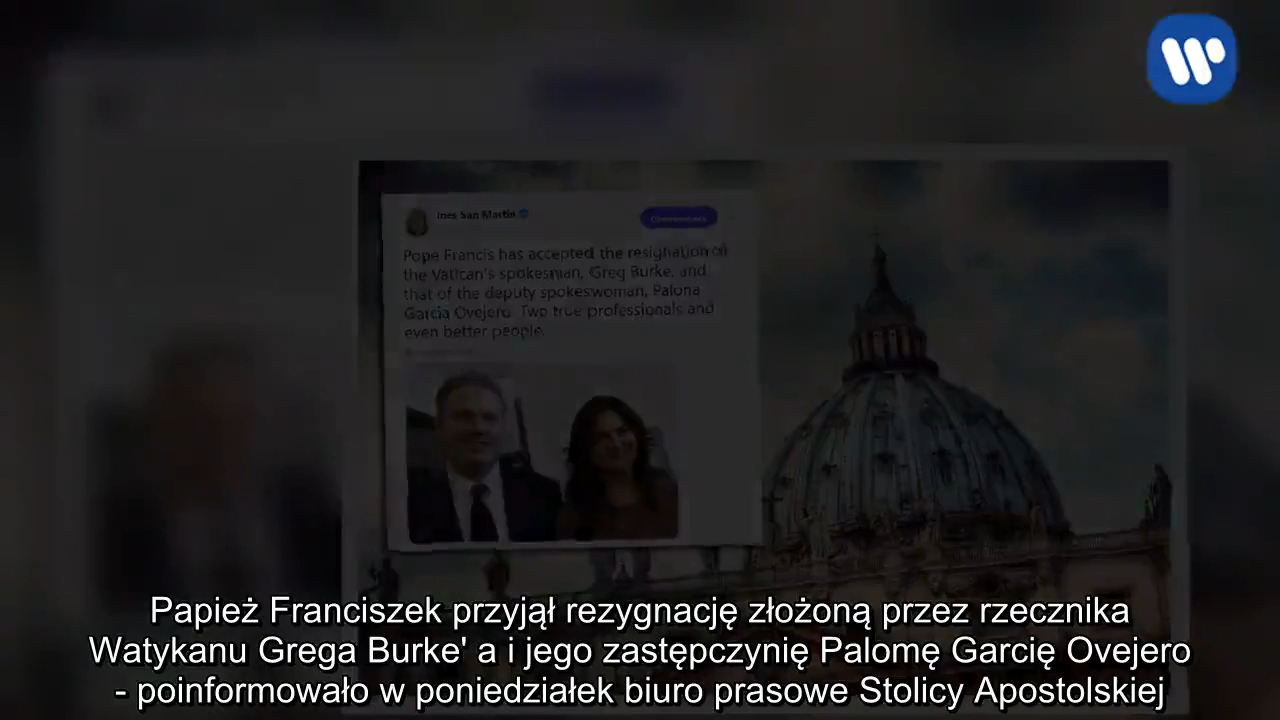 Ines San Martin
Pope Francis has accepted the resignation of
the Vatican's spokesman, Greg Burke, and
that of the deputy spokeswoman, Paloma
Garcia Ovejero. Two true professionals and
even better people.
Papież Franciszek przyjął rezygnację złożoną przez rzecznika
Watykanu Grega Burke' a i jego zastępczynię Palomę Garcię Ovejero
- poinformowało w poniedziałek biuro prasowe Stolicy Apostolskiej